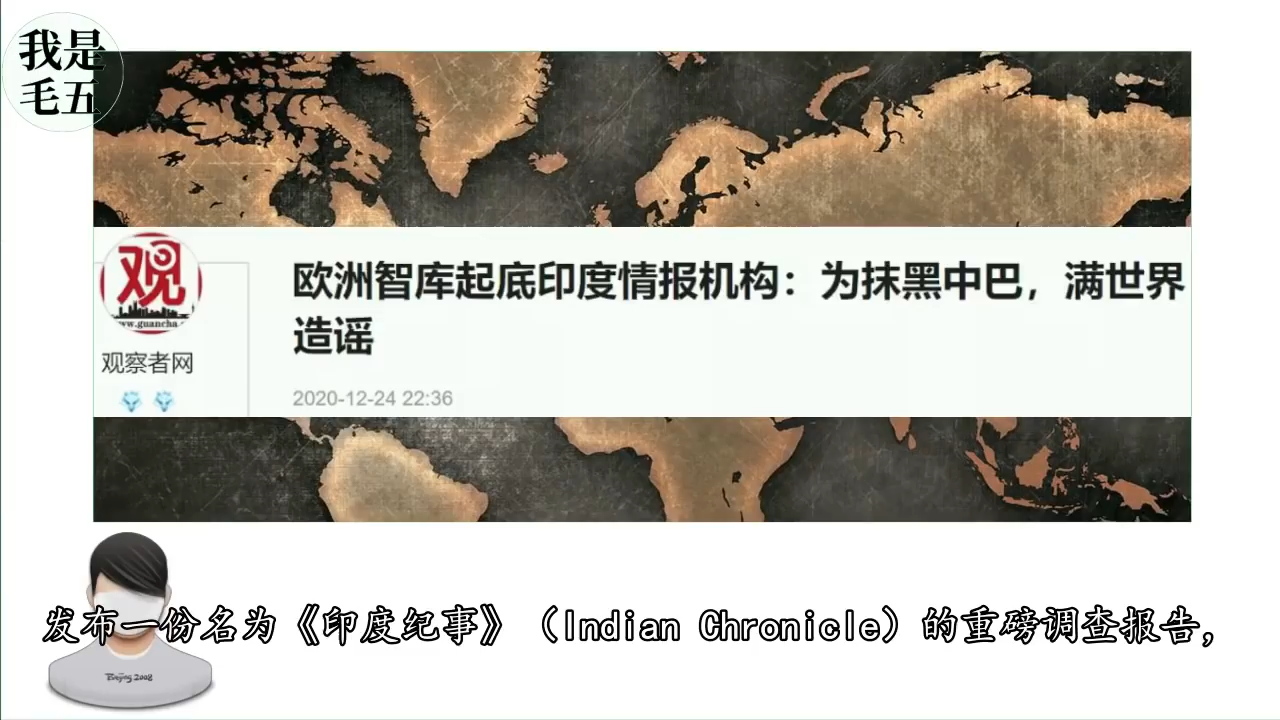 我是
毛五
观
www.guancha.c
观察者网
欧洲智库起底印度情报机构：为抹黑中巴，满世界
造谣
2020-12-24 22:36
发布一份名为《印度纪事》（Indian Chronicle）的重磅调查报告，
Beijing 2008